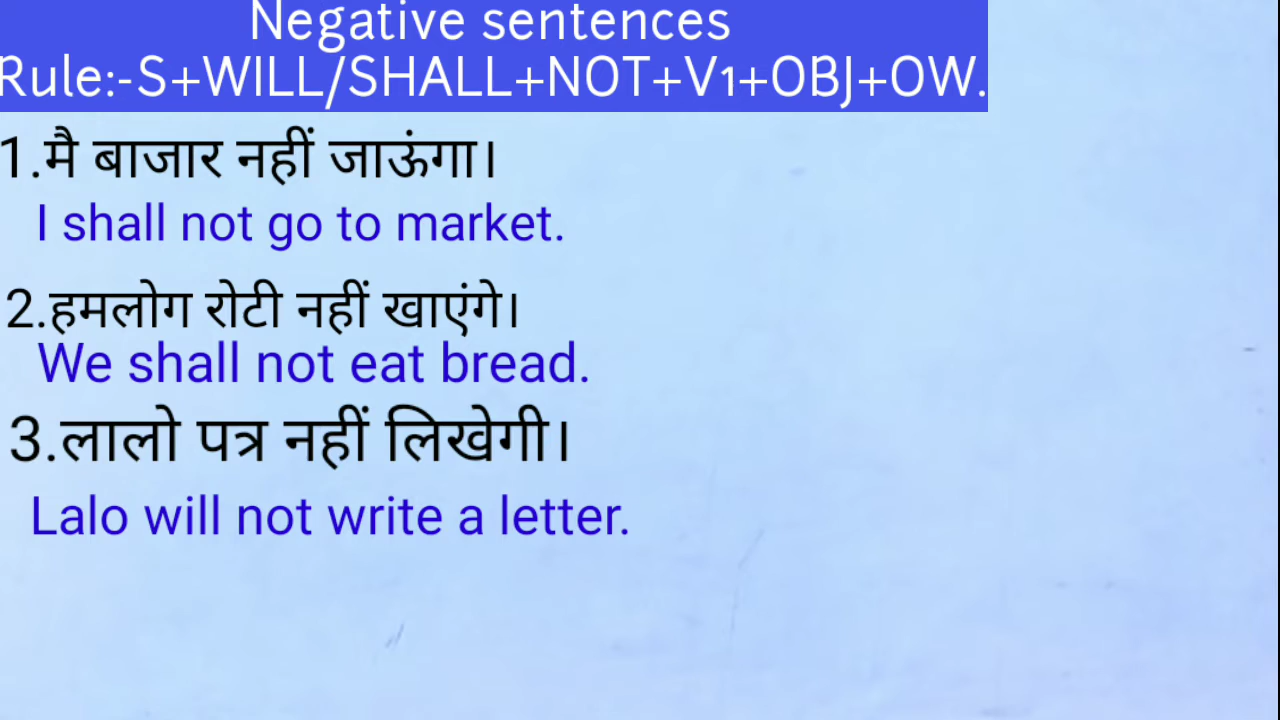 Negative sentences
Rule:-S+WILL/SHALL+NOT+V1+OBJ+OW.
1.मै बाजार नहीं जाऊंगा।
I shall not go to market.
2.हमलोग रोटी नहीं खाएंगे।
We shall not eat bread.
3.लालो पत्र नहीं लिखेगी।
Lalo will not write a letter.